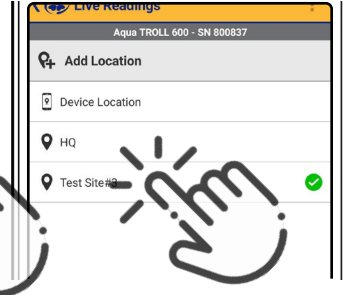 Live Readings
Aqua TROLL 600 - SN 800837
Add Location
Device Location
HQ
Test Site#3